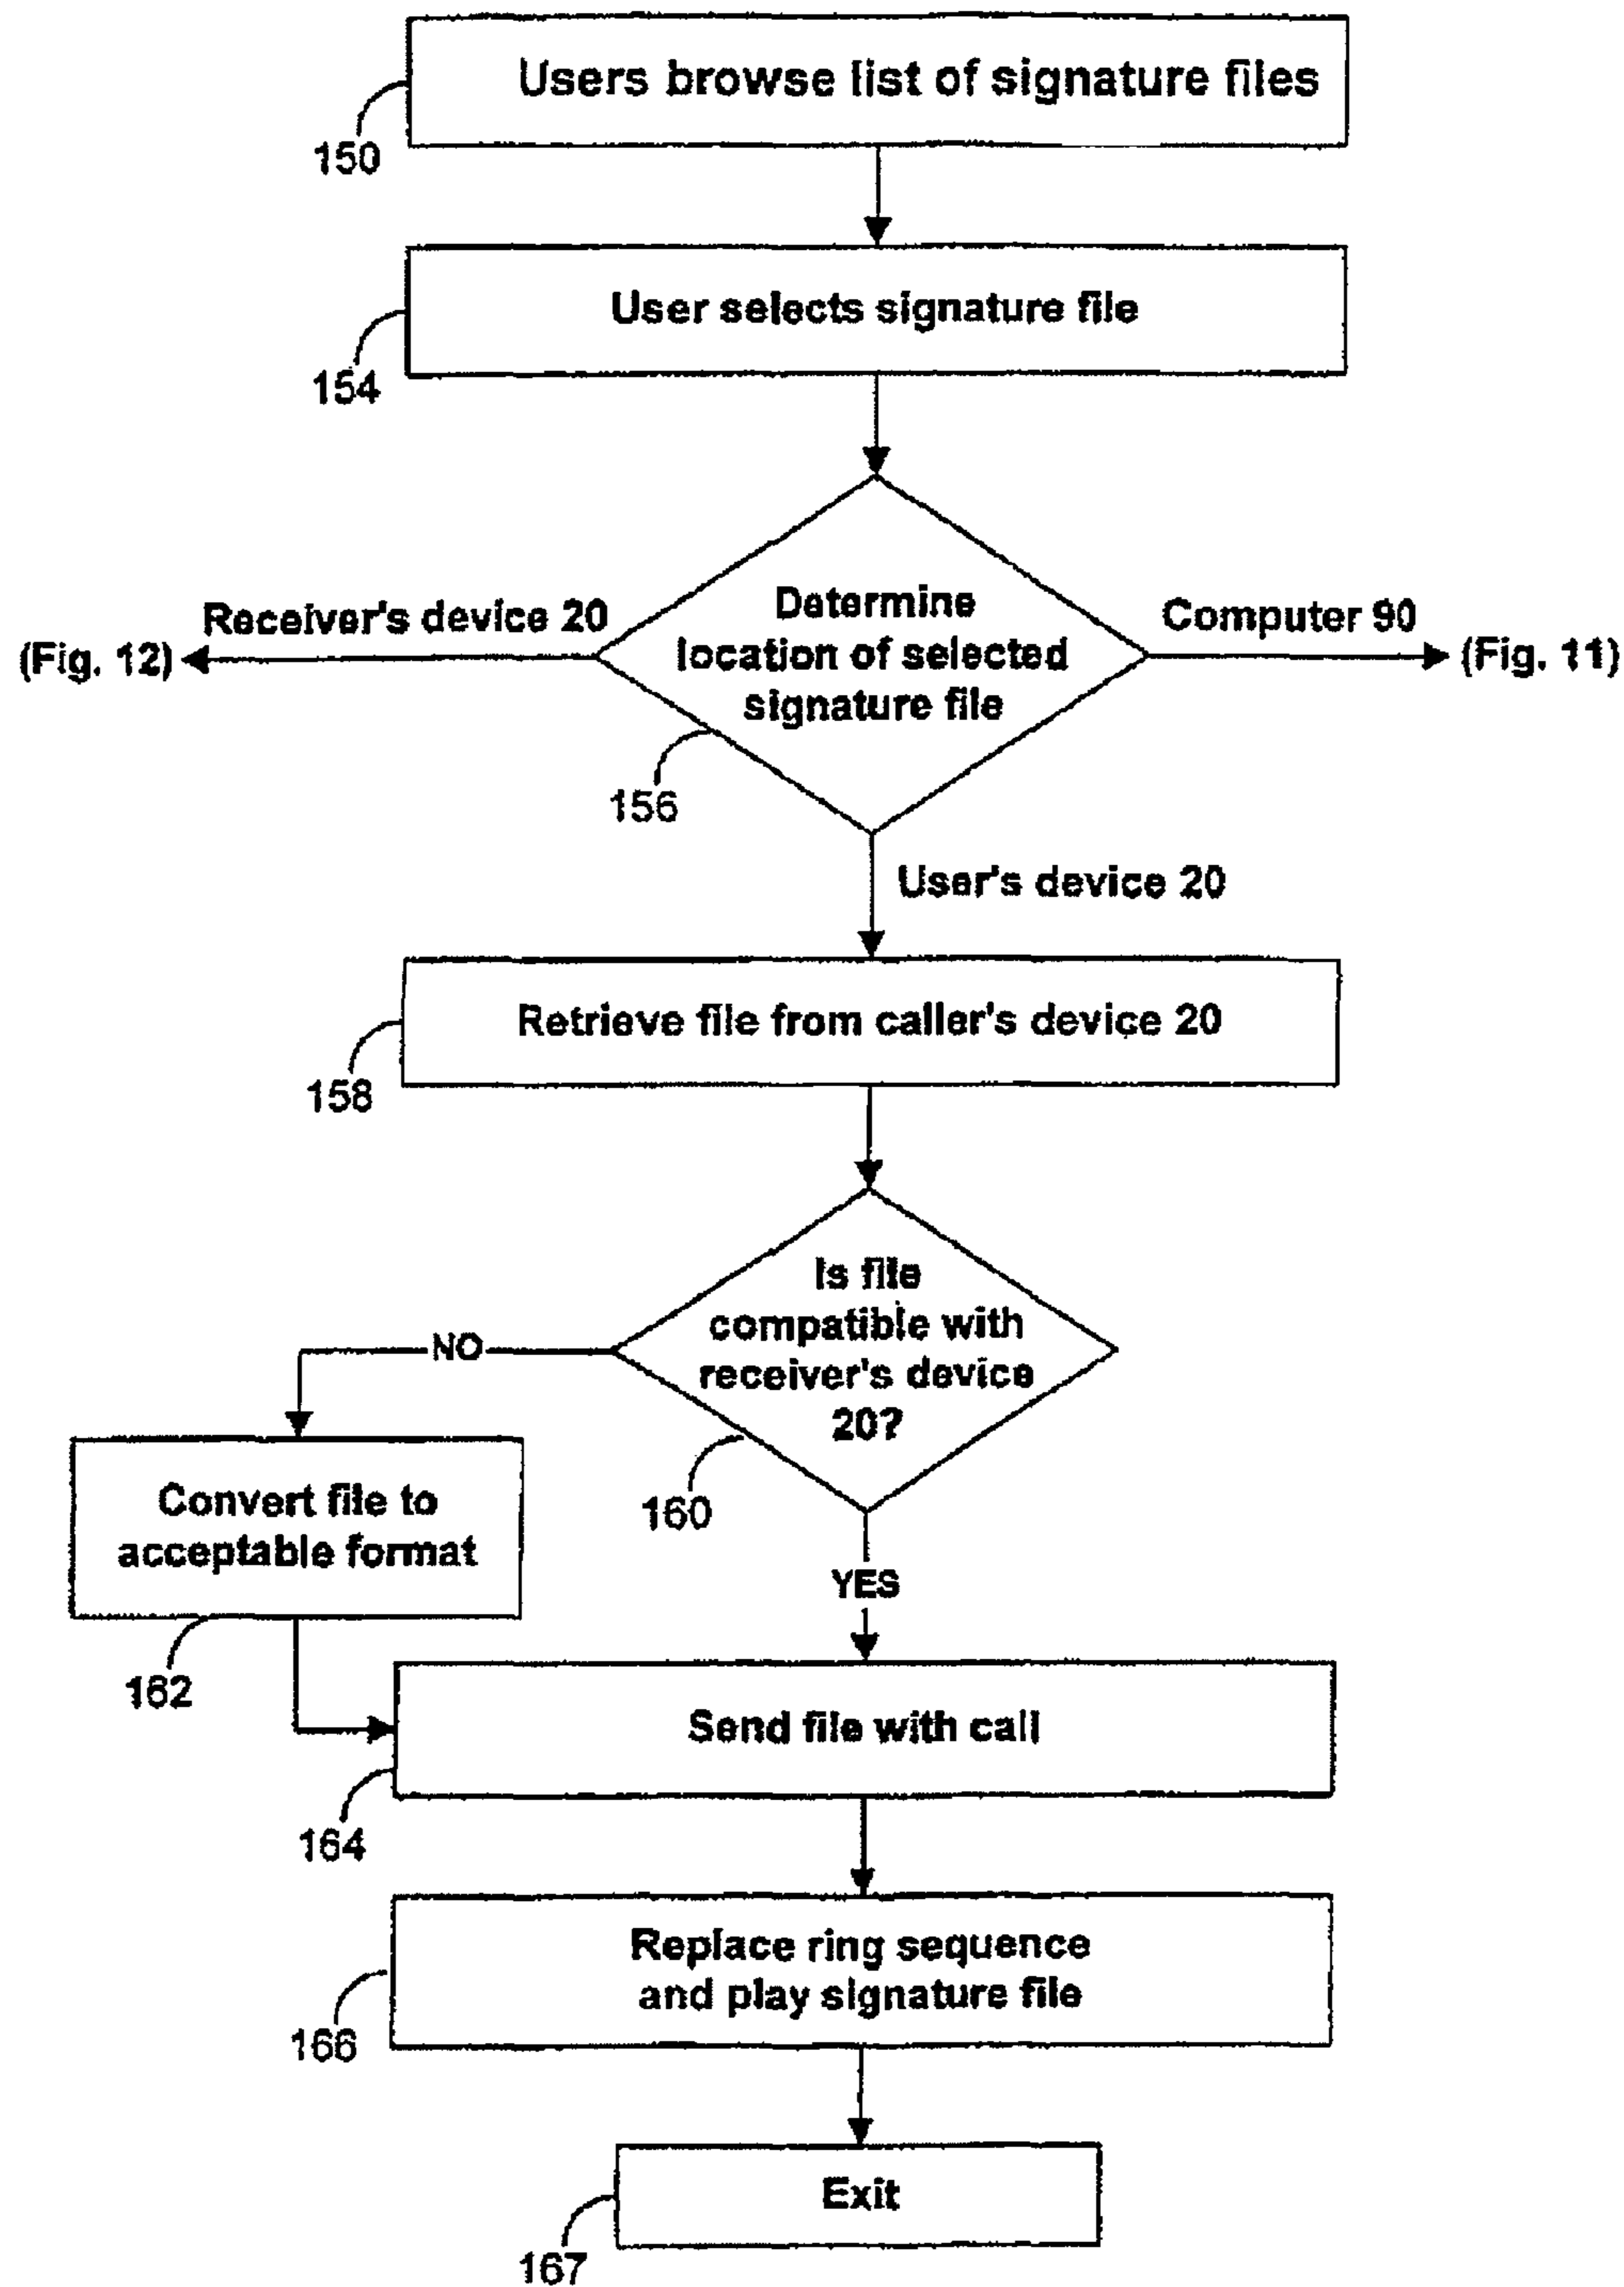 Users browse list of signature files
150
User selects signature file
154
Determine
location of selected
signature file
Receiver's device 20
(Fig. 12)
Computer 90
(Fig. 11)
156
User's device 20
Retrieve file from caller's device 20
158
Is file
compatible with
receiver's device
20?
NO
160
Convert file to
acceptable format
162
YES
Send file with call
164
Replace ring sequence
and play signature file
166
Exit
167